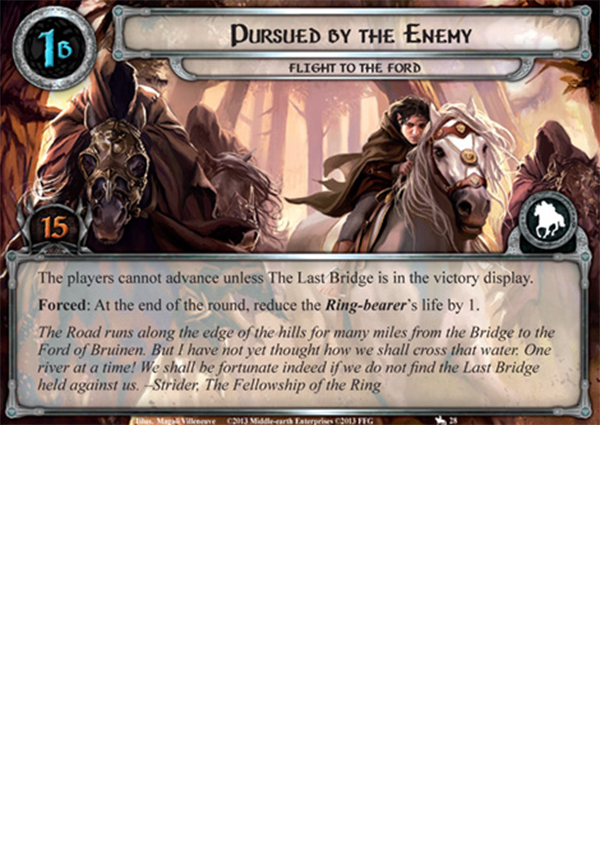 1B
PURSUED BY THE ENEMY
FLIGHT TO THE FORD
15
The players cannot advance unless The Last Bridge is in the victory display.
Forced: At the end of the round, reduce the Ring-bearer's life by 1.
The Road runs along the edge of the hills for many miles from the Bridge to the
Ford of Bruinen. But I have not yet thought how we shall cross that water. One
river at a time! We shall be fortunate indeed if we do not find the Last Bridge
held against us. –Strider, The Fellowship of the Ring
Illus. Magali Villeneuve ©2013 Middle-earth Enterprises ©2013 FFG 28